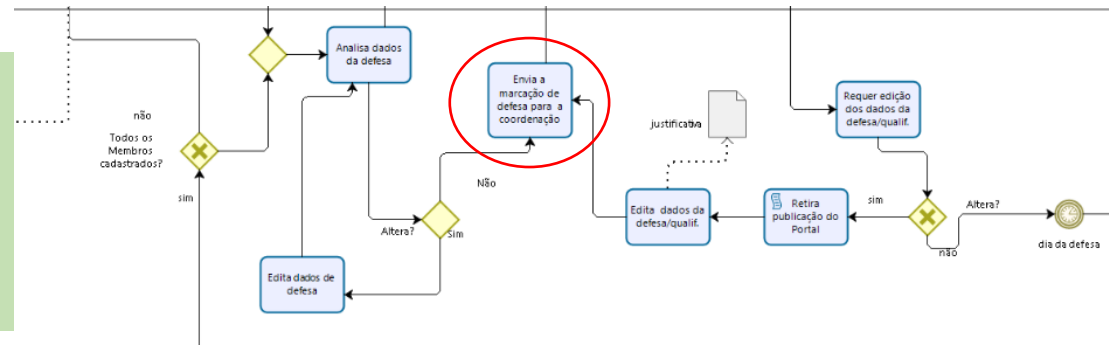 Analisa dados
da defesa
Envia a
marcação de
defesa para a
coordenação
Requer edição
dos dados da
defesa/qualif.
justificativa
não
Todos os
Membros
cadastrados?
sim
Não
Altera?
sim
Edita dados de
defesa
Edita dados da
defesa/qualif.
Retira
publicação do
Portal
sim
Altera?
não
dia da defesa